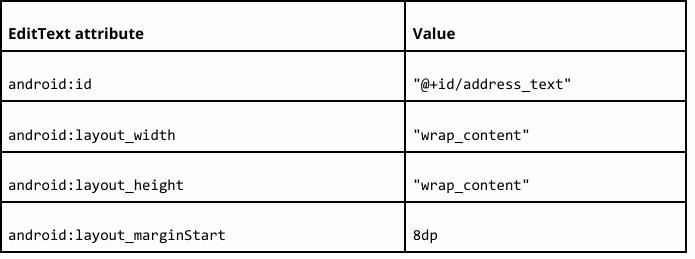 EditText attribute Value
android:id "@+id/address_text"
android:layout_width "wrap_content"
android:layout_height "wrap_content"
android:layout_marginStart 8dp